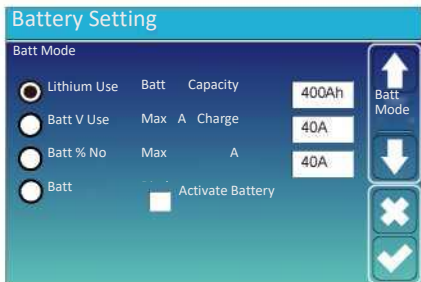 Battery Setting
Batt Mode
Lithium Use Batt Capacity 400Ah
Batt V Use Max A Charge 40A
Batt % No Max A 40A
Batt
Activate Battery
Batt
Mode